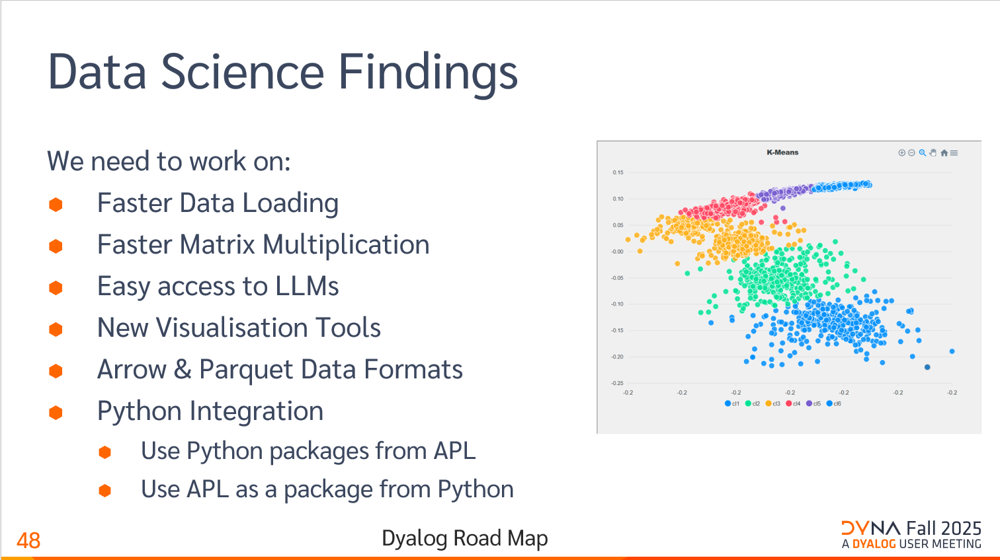 Data Science Findings
We need to work on:
Faster Data Loading
Faster Matrix Multiplication
Easy access to LLMs
New Visualisation Tools
Arrow & Parquet Data Formats
Python Integration
Use Python packages from APL
Use APL as a package from Python
K-Means
0.15
0.10
0.05
-0.00
-0.05
-0.10
-0.15
-0.20
-0.25
-0.2 -0.2 -0.2 -0.2 -0.2 -0.2 -0.2
cl1 cl2 cl3 cl4 cl5 cl6
48
Dyalog Road Map
DYNA Fall 2025
A DYALOG USER MEETING